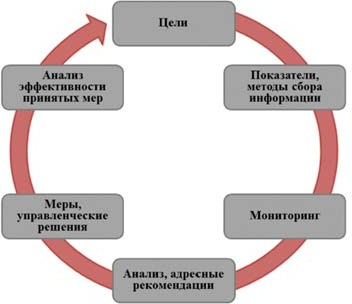 Цели
Показатели,
методы сбора
информации
Мониторинг
Анализ, адресные
рекомендации
Меры,
управленческие
решения
Анализ
эффективности
принятых мер